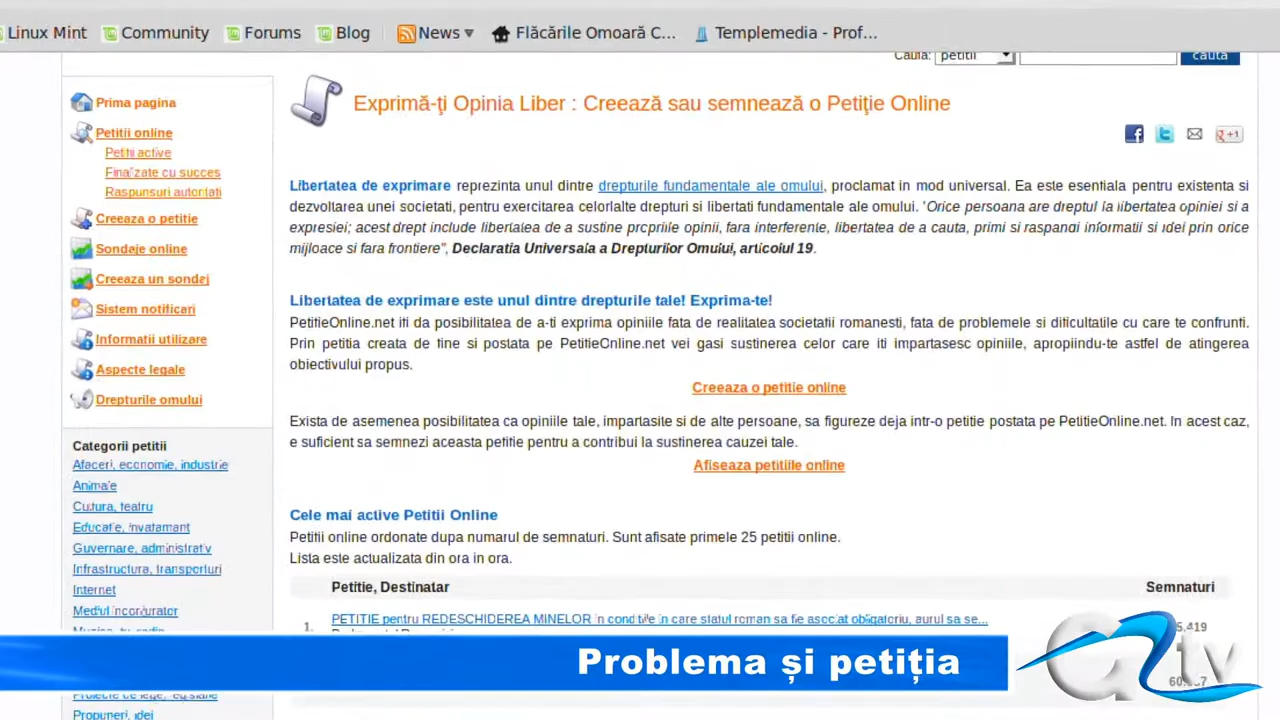 Linux Mint Community Forums Blog News Flăcările Omoară C... Templemedia - Prof...
Cauta: petitii cauta
Prima pagina
Petitii online
Petitii active
Finalizate cu succes
Raspunsuri autoritati
Creeaza o petitie
Sondaje online
Creeaza un sondaj
Sistem notificari
Informatii utilizare
Aspecte legale
Drepturile omului
Categorii petitii
Afaceri, economie, industrie
Animale
Cultura, teatru
Educatie, invatamant
Guvernare, administrativ
Infrastructura, transporturi
Internet
Mediul inconjurator
Proiecte de lege, legislatie
Propuneri, idei
Exprimă-ţi Opinia Liber : Creează sau semnează o Petiţie Online
+1
Libertatea de exprimare reprezinta unul dintre drepturile fundamentale ale omului, proclamat in mod universal. Ea este esentiala pentru existenta si
dezvoltarea unei societati, pentru exercitarea celorlalte drepturi si libertati fundamentale ale omului. "Orice persoana are dreptul la libertatea opiniei si a
expresiei; acest drept include libertatea de a sustine propriile opinii, fara interferente, libertatea de a cauta, primi si raspandi informatii si idei prin orice
mijloace si fara frontiere", Declaratia Universala a Drepturilor Omului, articolul 19.
Libertatea de exprimare este unul dintre drepturile tale! Exprima-te!
PetitieOnline.net iti da posibilitatea de a-ti exprima opiniile fata de realitatea societatii romanesti, fata de problemele si dificultatile cu care te confrunti.
Prin petitia creata de tine si postata pe PetitieOnline.net vei gasi sustinerea celor care iti impartasesc opiniile, apropiindu-te astfel de atingerea
obiectivului propus.
Creeaza o petitie online
Exista de asemenea posibilitatea ca opiniile tale, impartasite si de alte persoane, sa figureze deja intr-o petitie postata pe PetitieOnline.net. In acest caz,
e suficient sa semnezi aceasta petitie pentru a contribui la sustinerea cauzei tale.
Afiseaza petitiile online
Cele mai active Petitii Online
Petitii online ordonate dupa numarul de semnaturi. Sunt afisate primele 25 petitii online.
Lista este actualizata din ora in ora.
Petitie, Destinatar Semnaturi
1. PETITIE pentru REDESCHIDEREA MINELOR in conditiile in care statul roman sa fie asociat obligatoriu, aurul sa se...
Problema și petiția
a2tv